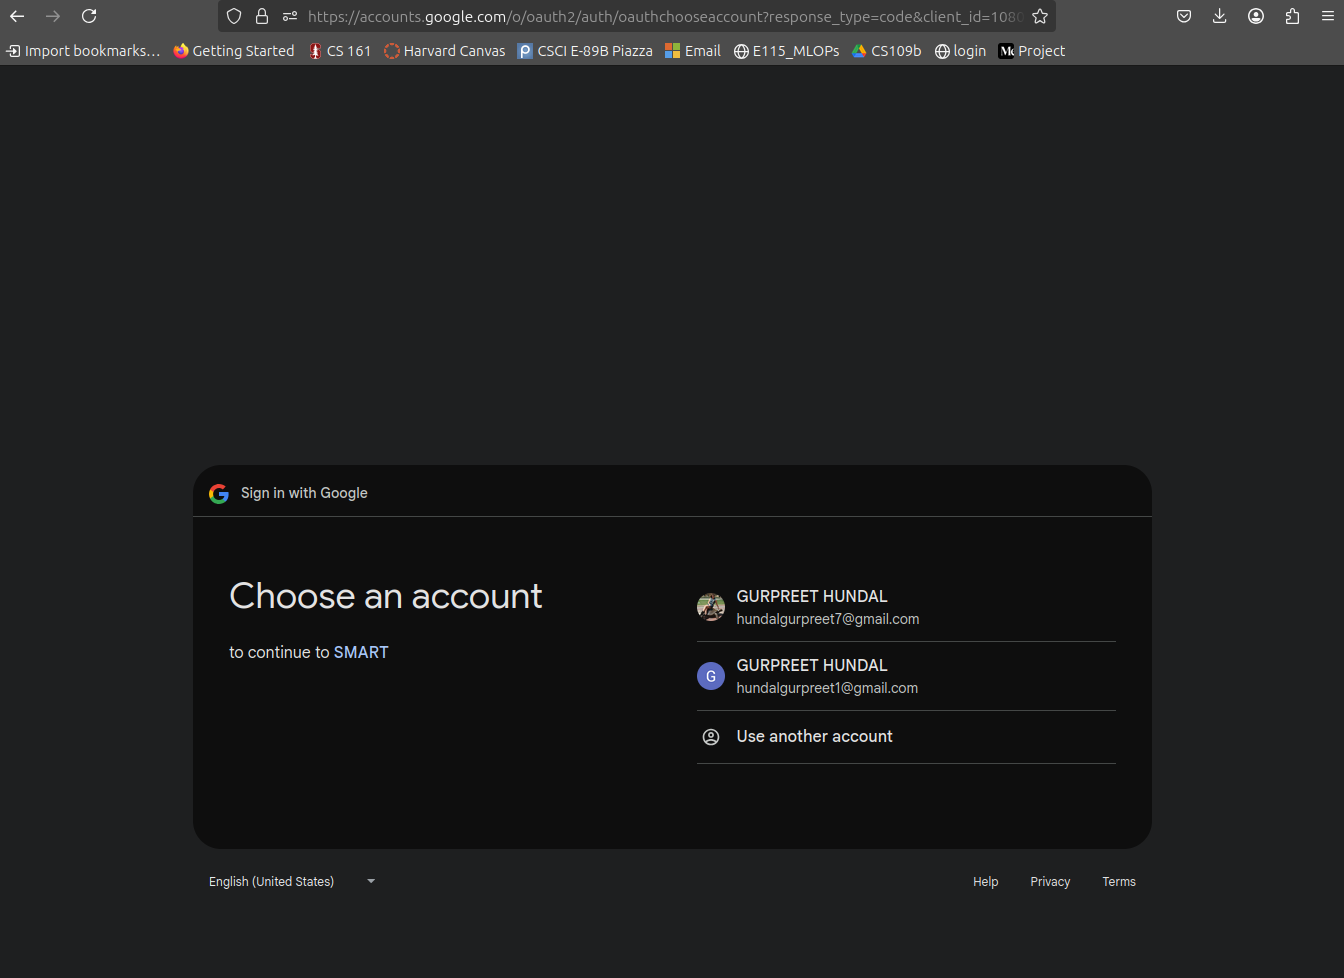 https://accounts.google.com/o/oauth2/auth/oauthchooseaccount?response_type=code&client_id=1080
Import bookmarks… Getting Started CS 161 Harvard Canvas CSCI E-89B Piazza Email E115_MLOPs CS109b login Project
Sign in with Google
Choose an account
to continue to SMART
GURPREET HUNDAL
hundalgurpreet7@gmail.com
G
GURPREET HUNDAL
hundalgurpreet1@gmail.com
Use another account
English (United States)
Help Privacy Terms